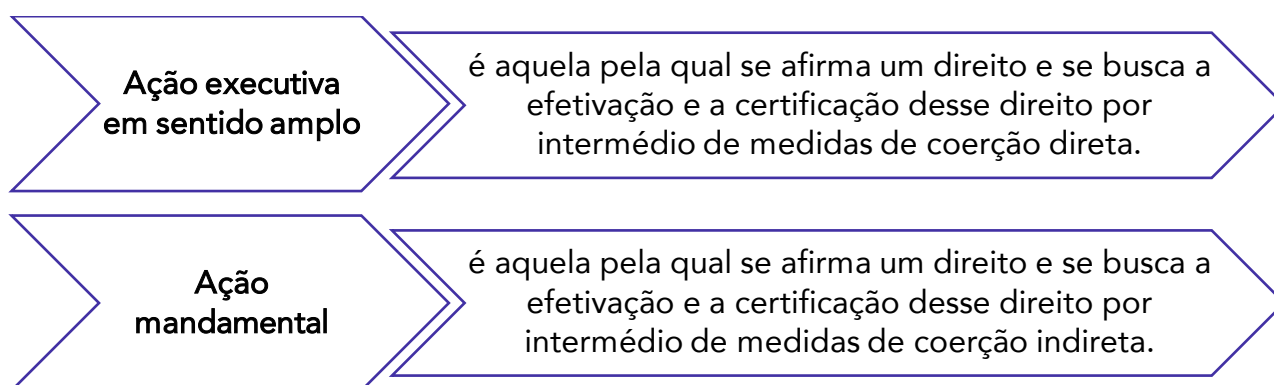 Ação executiva
em sentido amplo
é aquela pela qual se afirma um direito e se busca a
efetivação e a certificação desse direito por
intermédio de medidas de coerção direta.
Ação
mandamental
é aquela pela qual se afirma um direito e se busca a
efetivação e a certificação desse direito por
intermédio de medidas de coerção indireta.